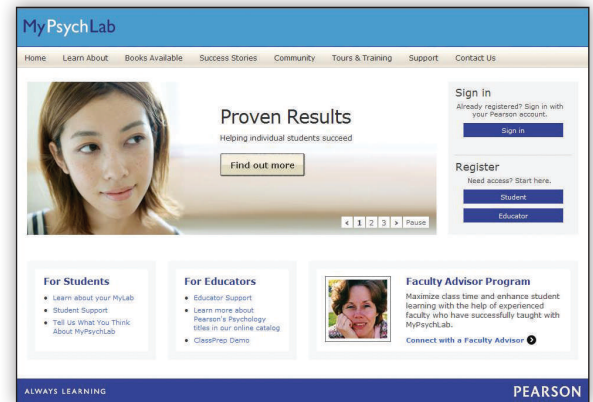 MyPsychLab
Home Learn About Books Available Success Stories Community Tours & Training Support Contact Us
Proven Results
Helping individual students succeed
Find out more
< 1 2 3 > Pause
Sign in
Already registered? Sign in with
your Pearson account.
Sign in
Register
Need access? Start here.
Student
Educator
For Students
• Learn about your MyLab
• Student Support
• Tell Us What You Think
About MyPsychLab
For Educators
• Educator Support
• Learn more about
Pearson's Psychology
titles in our online catalog
• ClassPrep Demo
Faculty Advisor Program
Maximize class time and enhance student
learning with the help of experienced
faculty who have successfully taught with
MyPsychLab.
Connect with a Faculty Advisor
ALWAYS LEARNING
PEARSON